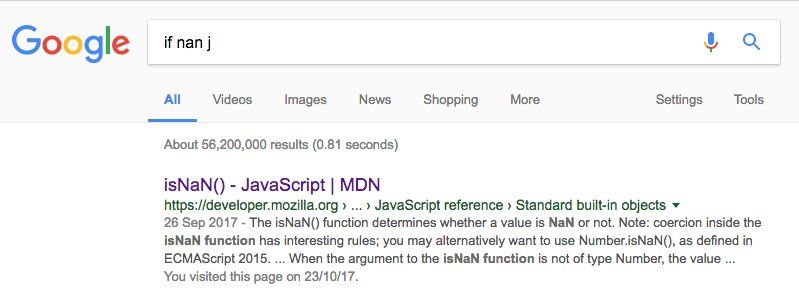 Google
if nan j
All Videos Images News Shopping More Settings Tools
About 56,200,000 results (0.81 seconds)
isNaN() - JavaScript | MDN
https://developer.mozilla.org › ... › JavaScript reference › Standard built-in objects
26 Sep 2017 - The isNaN() function determines whether a value is NaN or not. Note: coercion inside the
isNaN function has interesting rules; you may alternatively want to use Number.isNaN(), as defined in
ECMAScript 2015. ... When the argument to the isNaN function is not of type Number, the value ...
You visited this page on 23/10/17.